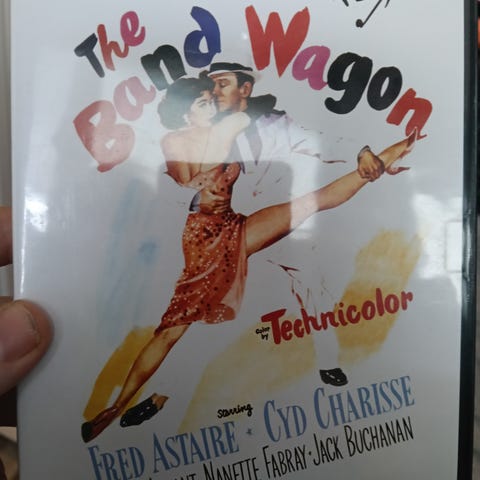 The
Band Wagon
Color
by Technicolor
Starring
FRED ASTAIRE • CYD CHARISSE
NANETTE FABRAY • JACK BUCHANAN